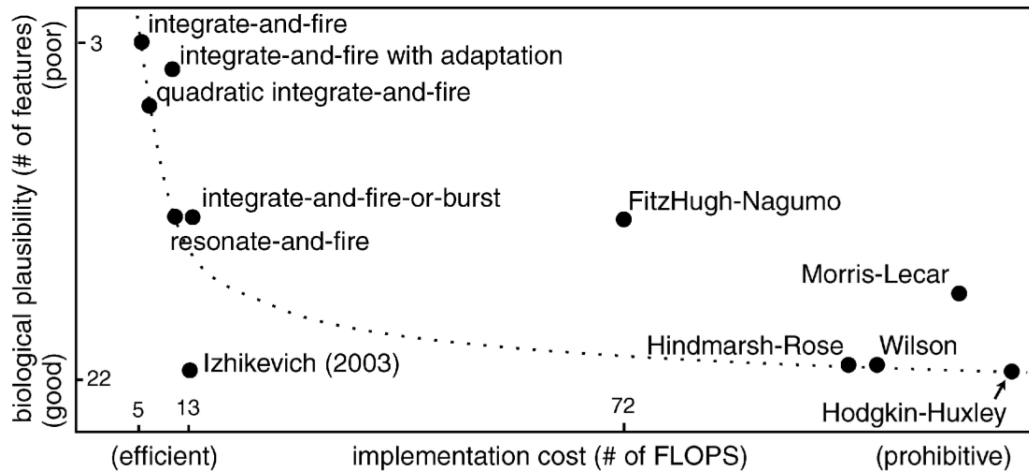 biological plausibility (# of features)
(poor)
(good)
3
22
integrate-and-fire
integrate-and-fire with adaptation
quadratic integrate-and-fire
integrate-and-fire-or-burst
resonate-and-fire
FitzHugh-Nagumo
Morris-Lecar
Hindmarsh-Rose
Wilson
Izhikevich (2003)
Hodgkin-Huxley
5
13
72
(efficient)
implementation cost (# of FLOPS)
(prohibitive)